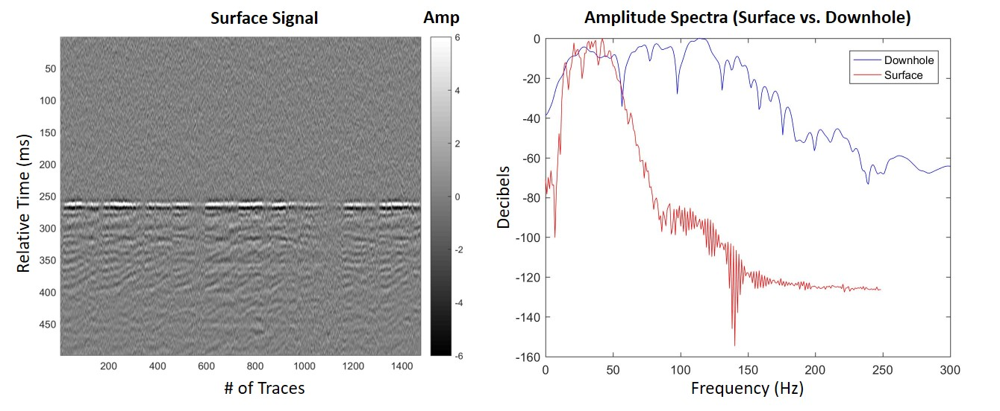 Surface Signal
Amp
Amplitude Spectra (Surface vs. Downhole)
Relative Time (ms)
50
100
150
200
250
300
350
400
450
200 400 600 800 1000 1200 1400
# of Traces
6
4
2
0
-2
-4
-6
Decibels
0
-20
-40
-60
-80
-100
-120
-140
-160
0 50 100 150 200 250 300
Frequency (Hz)
Downhole
Surface